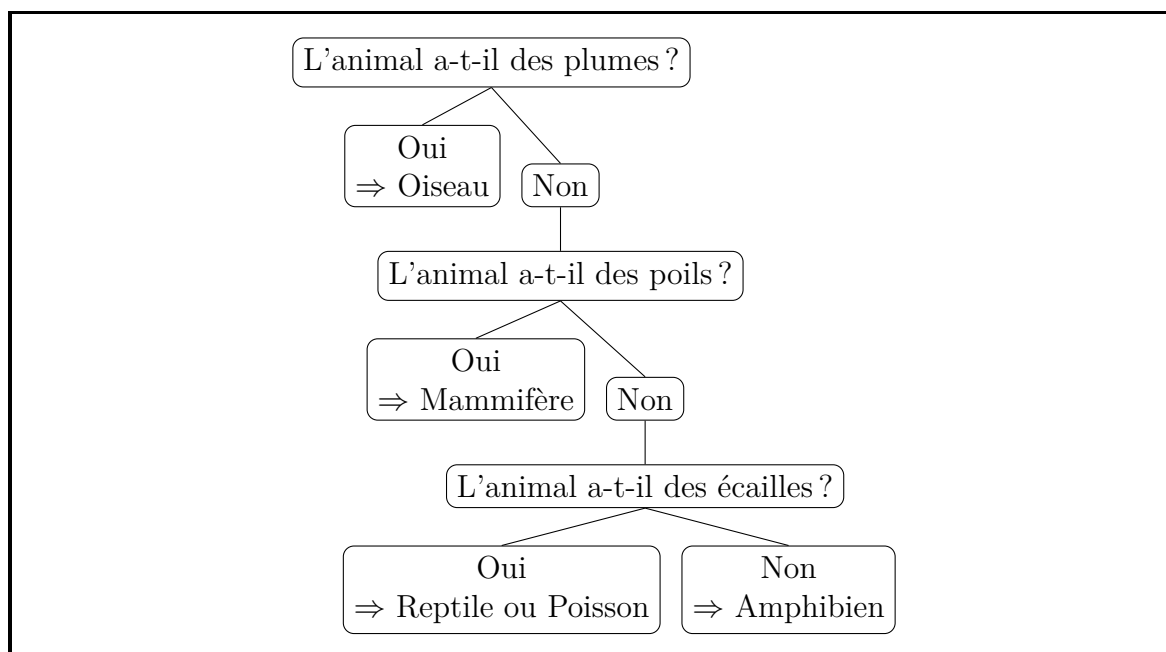 L'animal a-t-il des plumes ?
Oui
⇒ Oiseau
Non
L'animal a-t-il des poils ?
Oui
⇒ Mammifère
Non
L'animal a-t-il des écailles ?
Oui
⇒ Reptile ou Poisson
Non
⇒ Amphibien